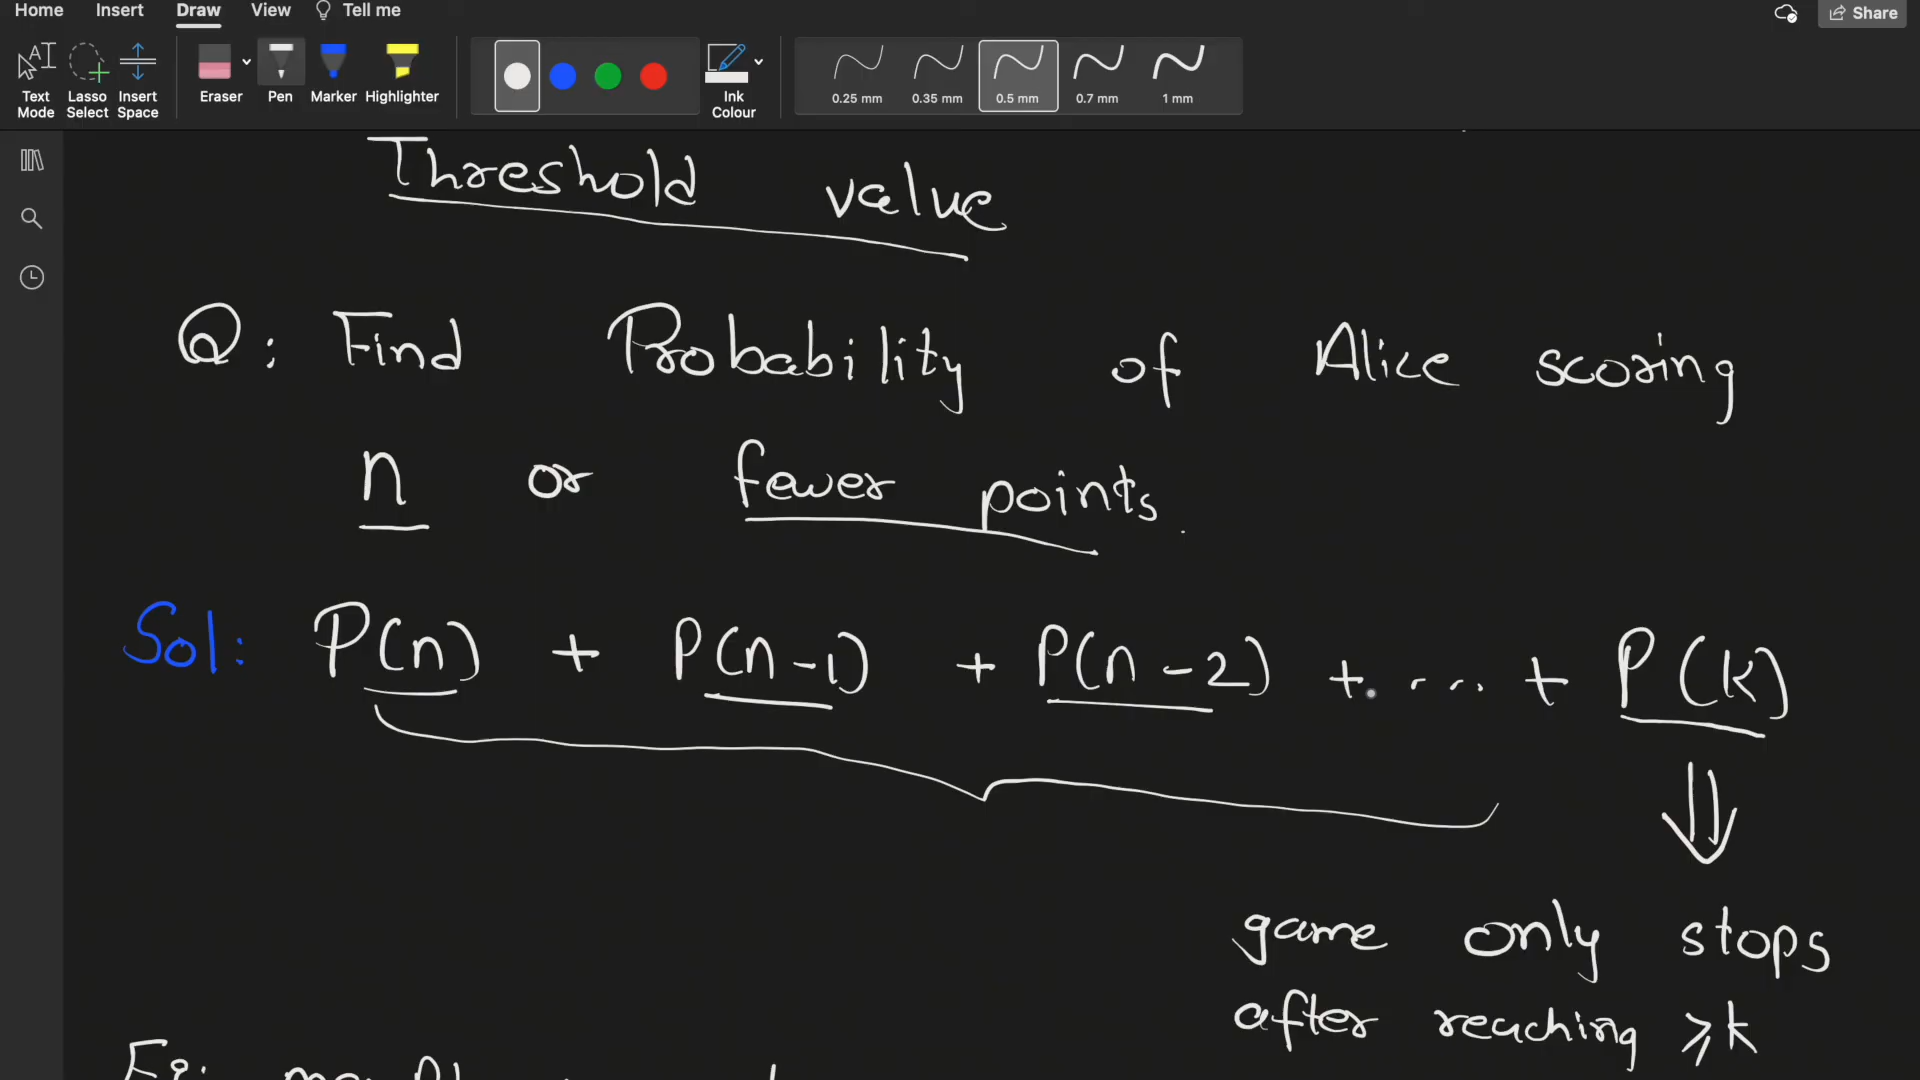 Home Insert Draw View Tell me Share
Text Mode Lasso Select Insert Space Eraser Pen Marker Highlighter Ink Colour 0.25 mm 0.35 mm 0.5 mm 0.7 mm 1 mm
Threshold value
Q: Find Probability of Alice scoring
n or fewer points.
Sol: P(n) + P(n-1) + P(n-2) + ... + P(k)
⇓
game only stops
after reaching ⩾k